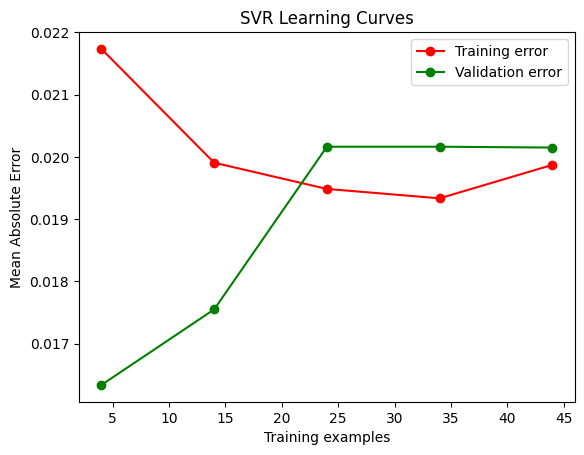 SVR Learning Curves
Training error
Validation error
Mean Absolute Error
0.022
0.021
0.020
0.019
0.018
0.017
5 10 15 20 25 30 35 40 45
Training examples